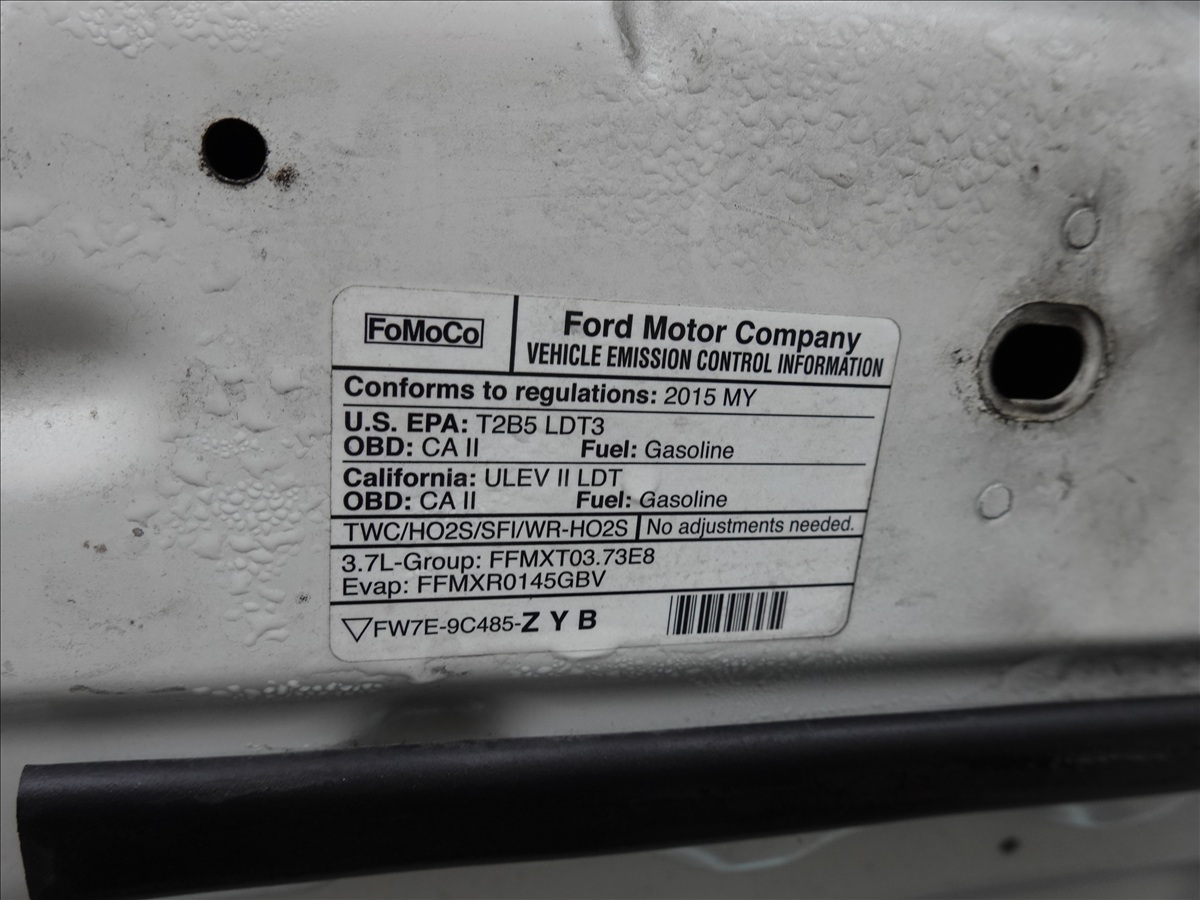 FoMoCo
Ford Motor Company
VEHICLE EMISSION CONTROL INFORMATION
Conforms to regulations: 2015 MY
U.S. EPA: T2B5 LDT3
OBD: CA II Fuel: Gasoline
California: ULEV II LDT
OBD: CA II Fuel: Gasoline
TWC/HO2S/SFI/WR-HO2S No adjustments needed.
3.7L-Group: FFMXT03.73E8
Evap: FFMXR0145GBV
FW7E-9C485-Z Y B